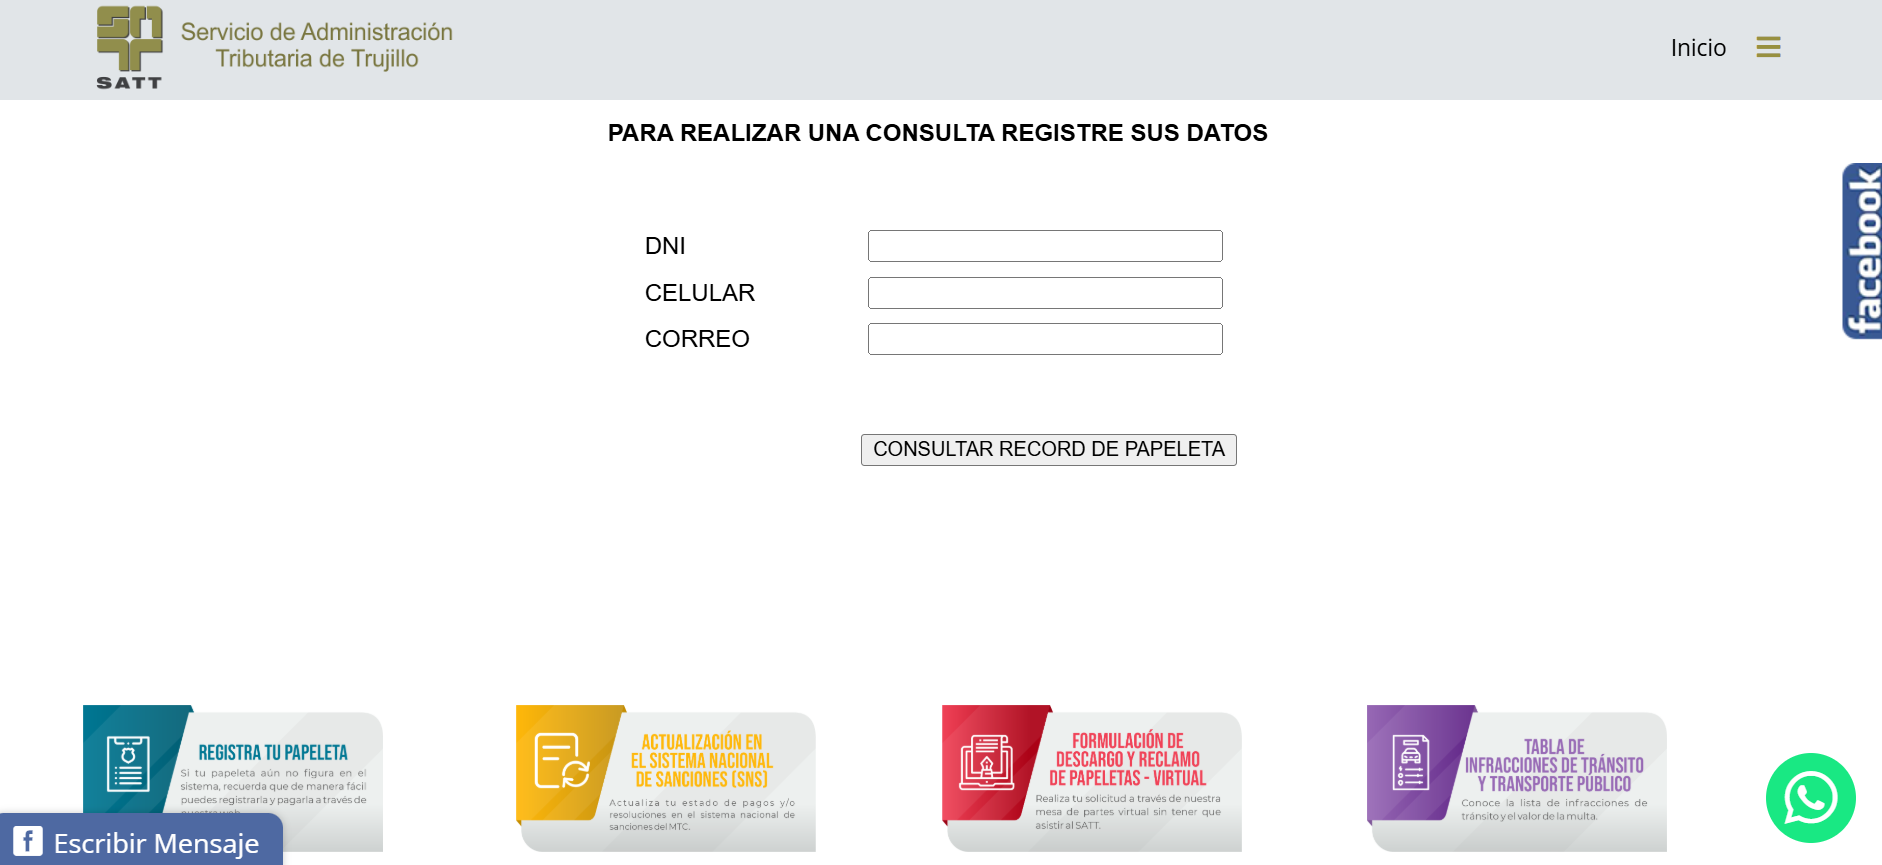 SATT
Servicio de Administración
Tributaria de Trujillo
Inicio
PARA REALIZAR UNA CONSULTA REGISTRE SUS DATOS
facebook
DNI
CELULAR
CORREO
CONSULTAR RECORD DE PAPELETA
REGISTRA TU PAPELETA
Si tu papeleta aún no figura en el
sistema, recuerda que de manera fácil
puedes registrarla y pagarla a través de
nuestra web.
ACTUALIZACIÓN EN
EL SISTEMA NACIONAL
DE SANCIONES (SNS)
Actualiza tu estado de pagos y/o
resoluciones en el sistema nacional de
sanciones del MTC.
FORMULACIÓN DE
DESCARGO Y RECLAMO
DE PAPELETAS - VIRTUAL
Realiza tu solicitud a través de nuestra
mesa de partes virtual sin tener que
asistir al SATT.
TABLA DE
INFRACCIONES DE TRÁNSITO
Y TRANSPORTE PÚBLICO
Conoce la lista de infracciones de
tránsito y el valor de la multa.
Escribir Mensaje